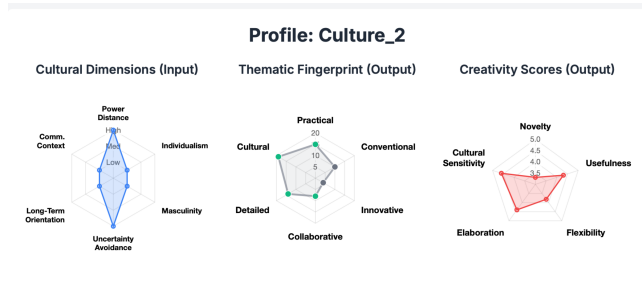 Profile: Culture_2
Cultural Dimensions (Input)
Power
Distance
High
Med
Low
Comm.
Context
Individualism
Long-Term
Orientation
Masculinity
Uncertainty
Avoidance
Thematic Fingerprint (Output)
Practical
20
10
5
Cultural
Conventional
Detailed
Innovative
Collaborative
Creativity Scores (Output)
Novelty
5.0
4.5
4.0
3.5
Cultural
Sensitivity
Usefulness
Elaboration
Flexibility